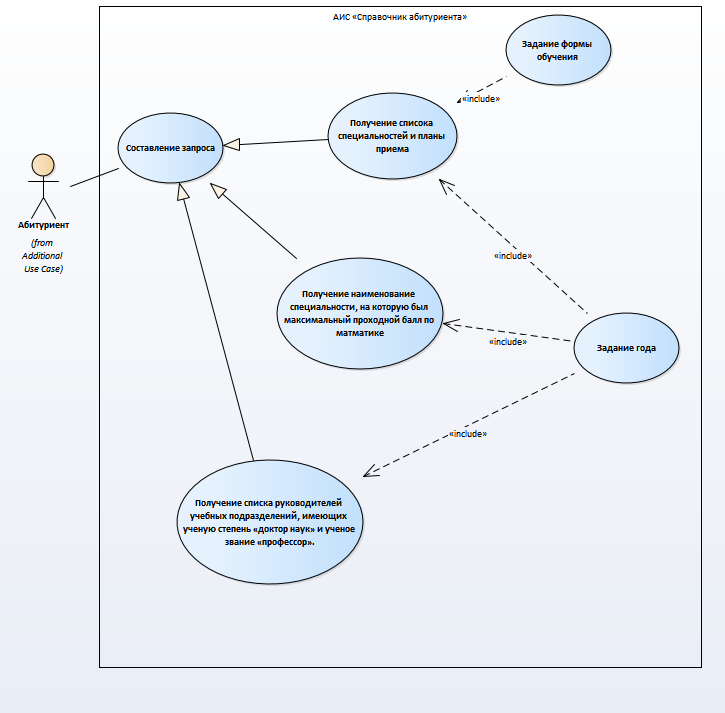 АИС «Справочник абитуриента»
Задание формы
обучения
«include»
Получение списока
специальностей и планы
приема
Составление запроса
Абитуриент
(from
Additional
Use Case)
«include»
Получение наименование
специальности, на которую был
максимальный проходной балл по
матматике
«include»
Задание года
«include»
Получение списка руководителей
учебных подразделений, имеющих
ученую степень «доктор наук» и ученое
звание «профессор».